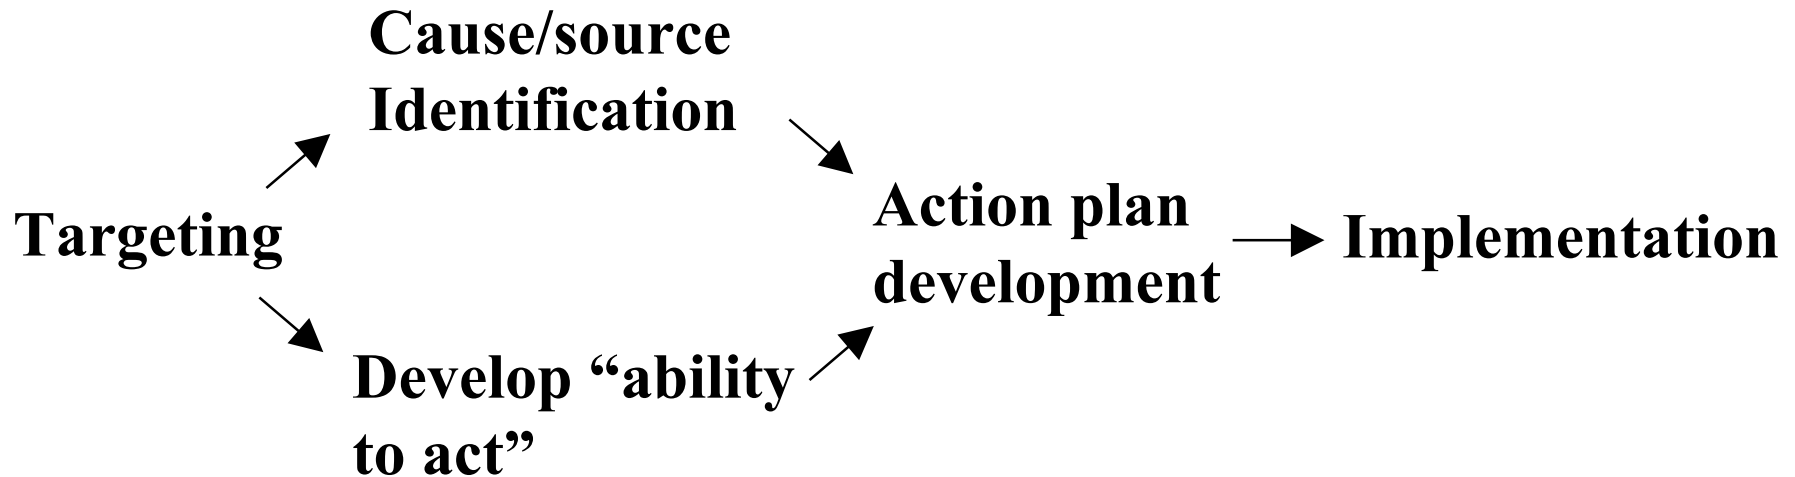 Cause/source
Identification
Targeting
Action plan
development
Implementation
Develop “ability
to act”